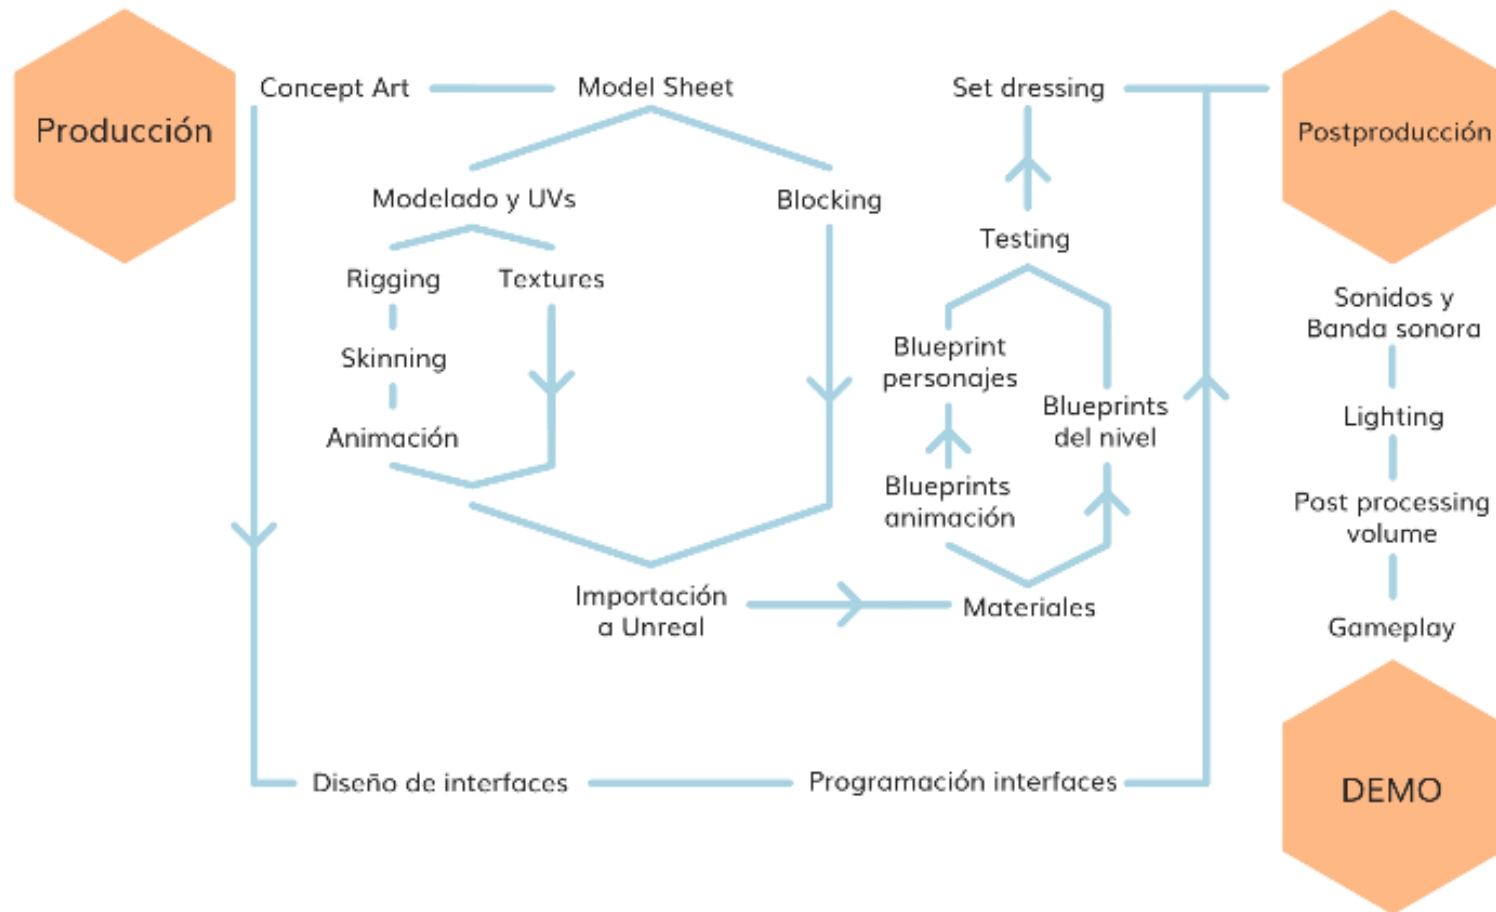 Producción
Concept Art
Model Sheet
Set dressing
Postproducción
Modelado y UVs
Blocking
Testing
Rigging
Textures
Sonidos y
Banda sonora
Skinning
Blueprint
personajes
Blueprints
del nivel
Lighting
Animación
Blueprints
animación
Post processing
volume
Importación
a Unreal
Materiales
Gameplay
Diseño de interfaces
Programación interfaces
DEMO